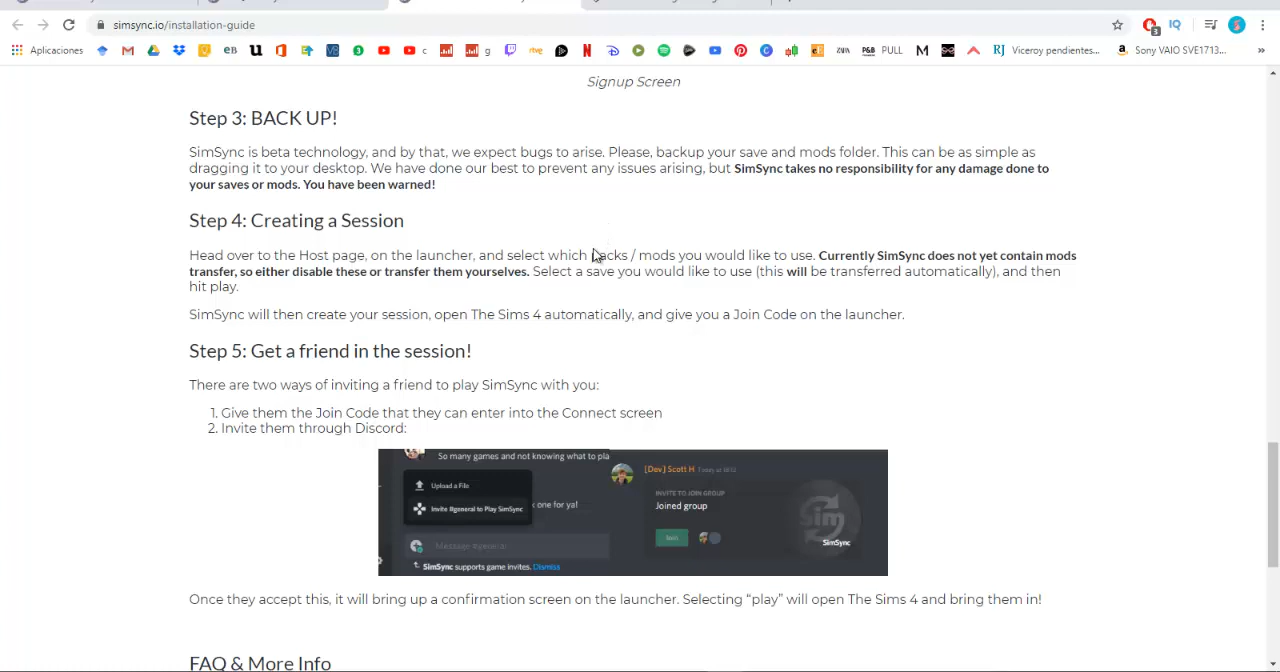 simsync.io/installation-guide
3
IQ
S
Aplicaciones
eB
u
c
g
rtve
N
ZARA
P&B
PULL
M
RJ
Viceroy pendientes...
a
Sony VAIO SVE1713...
»
Signup Screen
Step 3: BACK UP!
SimSync is beta technology, and by that, we expect bugs to arise. Please, backup your save and mods folder. This can be as simple as
dragging it to your desktop. We have done our best to prevent any issues arising, but SimSync takes no responsibility for any damage done to
your saves or mods. You have been warned!
Step 4: Creating a Session
Head over to the Host page, on the launcher, and select which packs / mods you would like to use. Currently SimSync does not yet contain mods
transfer, so either disable these or transfer them yourselves. Select a save you would like to use (this will be transferred automatically), and then
hit play.
SimSync will then create your session, open The Sims 4 automatically, and give you a Join Code on the launcher.
Step 5: Get a friend in the session!
There are two ways of inviting a friend to play SimSync with you:
1. Give them the Join Code that they can enter into the Connect screen
2. Invite them through Discord:
So many games and not knowing what to pla
Upload a File
Invite #general to Play SimSync
k one for ya!
Message #general
SimSync supports game invites. Dismiss
[Dev] Scott H Today at
INVITE TO JOIN GROUP
Joined group
Sim
SimSync
Once they accept this, it will bring up a confirmation screen on the launcher. Selecting “play” will open The Sims 4 and bring them in!
FAQ & More Info